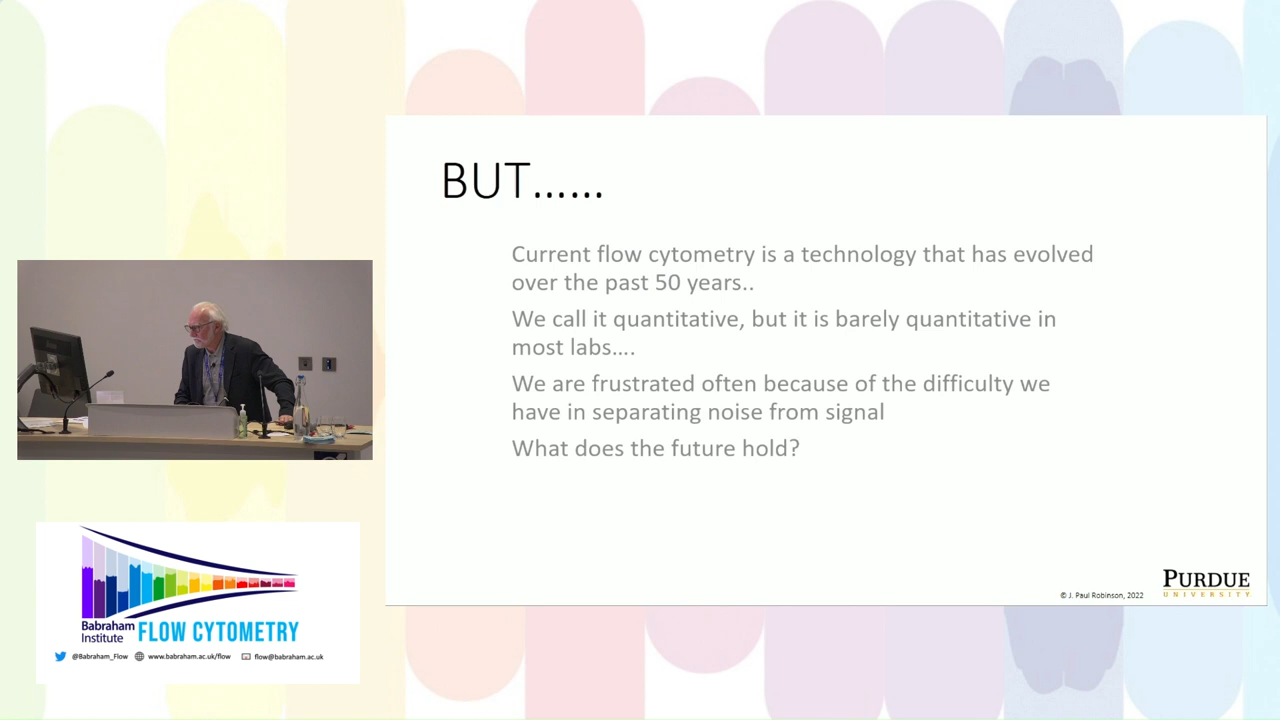 BUT......
Current flow cytometry is a technology that has evolved
over the past 50 years..
We call it quantitative, but it is barely quantitative in
most labs....
We are frustrated often because of the difficulty we
have in separating noise from signal
What does the future hold?
© J. Paul Robinson, 2022
PURDUE
UNIVERSITY
Babraham
Institute
FLOW CYTOMETRY
@Babraham_Flow www.babraham.ac.uk/flow flow@babraham.ac.uk